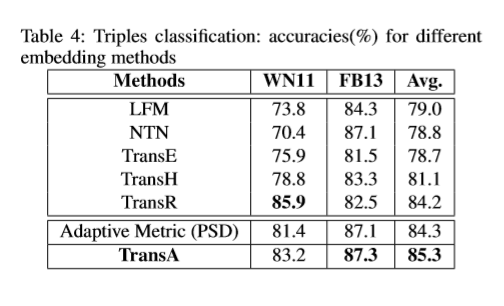 Table 4: Triples classification: accuracies(%) for different
embedding methods
Methods WN11 FB13 Avg.
LFM 73.8 84.3 79.0
NTN 70.4 87.1 78.8
TransE 75.9 81.5 78.7
TransH 78.8 83.3 81.1
TransR 85.9 82.5 84.2
Adaptive Metric (PSD) 81.4 87.1 84.3
TransA 83.2 87.3 85.3